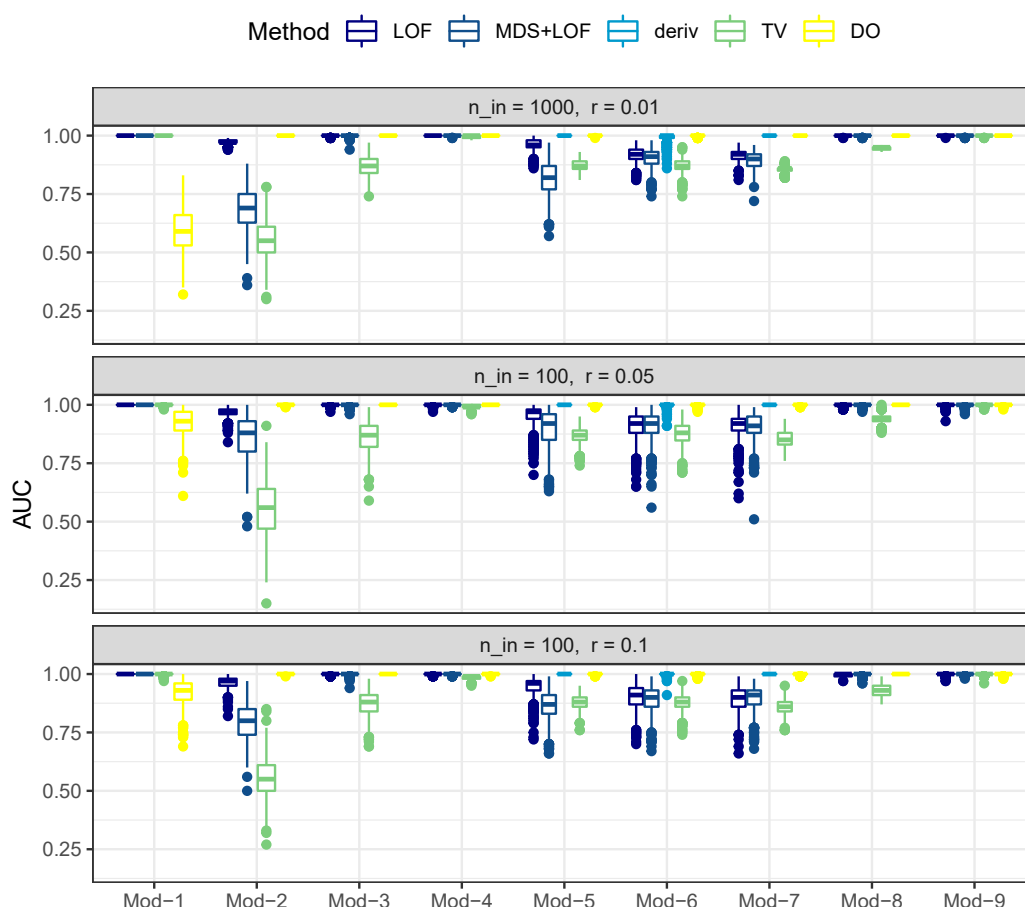 Method LOF MDS+LOF deriv TV DO
n_in = 1000, r = 0.01
1.00
0.75
0.50
0.25
n_in = 100, r = 0.05
1.00
0.75
0.50
0.25
AUC
n_in = 100, r = 0.1
1.00
0.75
0.50
0.25
Mod−1 Mod−2 Mod−3 Mod−4 Mod−5 Mod−6 Mod−7 Mod−8 Mod−9